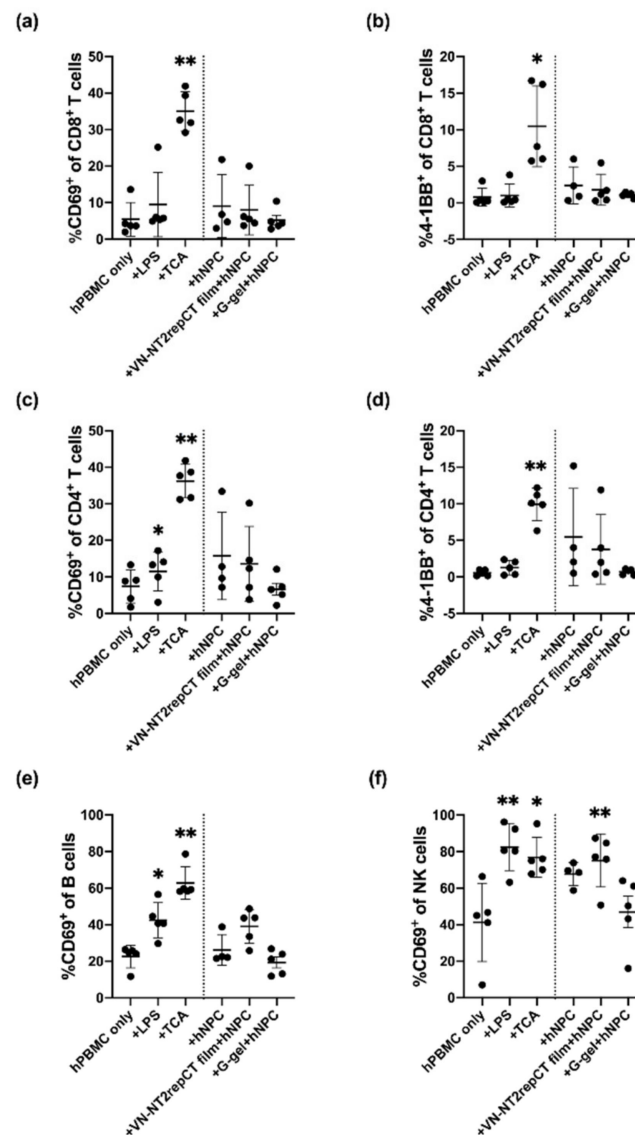 (a)
%CD69+ of CD8+ T cells
50
40
30
20
10
0
**
hPBMC only
+LPS
+TCA
+hNPC
+VN-NT2repCT film+hNPC
+G-gel+hNPC
(b)
%4-1BB+ of CD8+ T cells
20
15
10
5
0
-5
*
hPBMC only
+LPS
+TCA
+hNPC
+VN-NT2repCT film+hNPC
+G-gel+hNPC
(c)
%CD69+ of CD4+ T cells
50
40
30
20
10
0
*
**
hPBMC only
+LPS
+TCA
+hNPC
+VN-NT2repCT film+hNPC
+G-gel+hNPC
(d)
%4-1BB+ of CD4+ T cells
20
15
10
5
0
-5
**
hPBMC only
+LPS
+TCA
+hNPC
+VN-NT2repCT film+hNPC
+G-gel+hNPC
(e)
%CD69+ of B cells
100
80
60
40
20
0
*
**
hPBMC only
+LPS
+TCA
+hNPC
+VN-NT2repCT film+hNPC
+G-gel+hNPC
(f)
%CD69+ of NK cells
100
80
60
40
20
0
**
*
**
hPBMC only
+LPS
+TCA
+hNPC
+VN-NT2repCT film+hNPC
+G-gel+hNPC